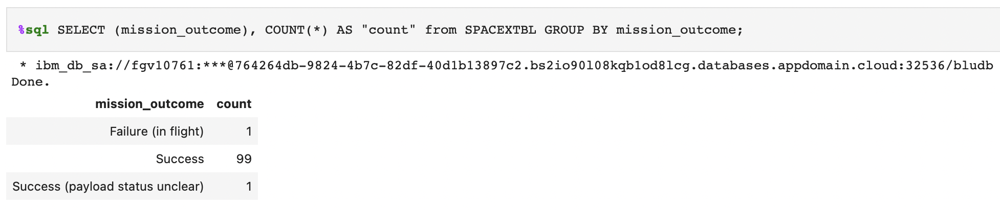 %sql SELECT (mission_outcome), COUNT(*) AS "count" from SPACEXTBL GROUP BY mission_outcome;
* ibm_db_sa://fgv10761:***@764264db-9824-4b7c-82df-40d1b13897c2.bs2io90l08kqb1od8lcg.databases.appdomain.cloud:32536/bludb
Done.
mission_outcome count
Failure (in flight) 1
Success 99
Success (payload status unclear) 1